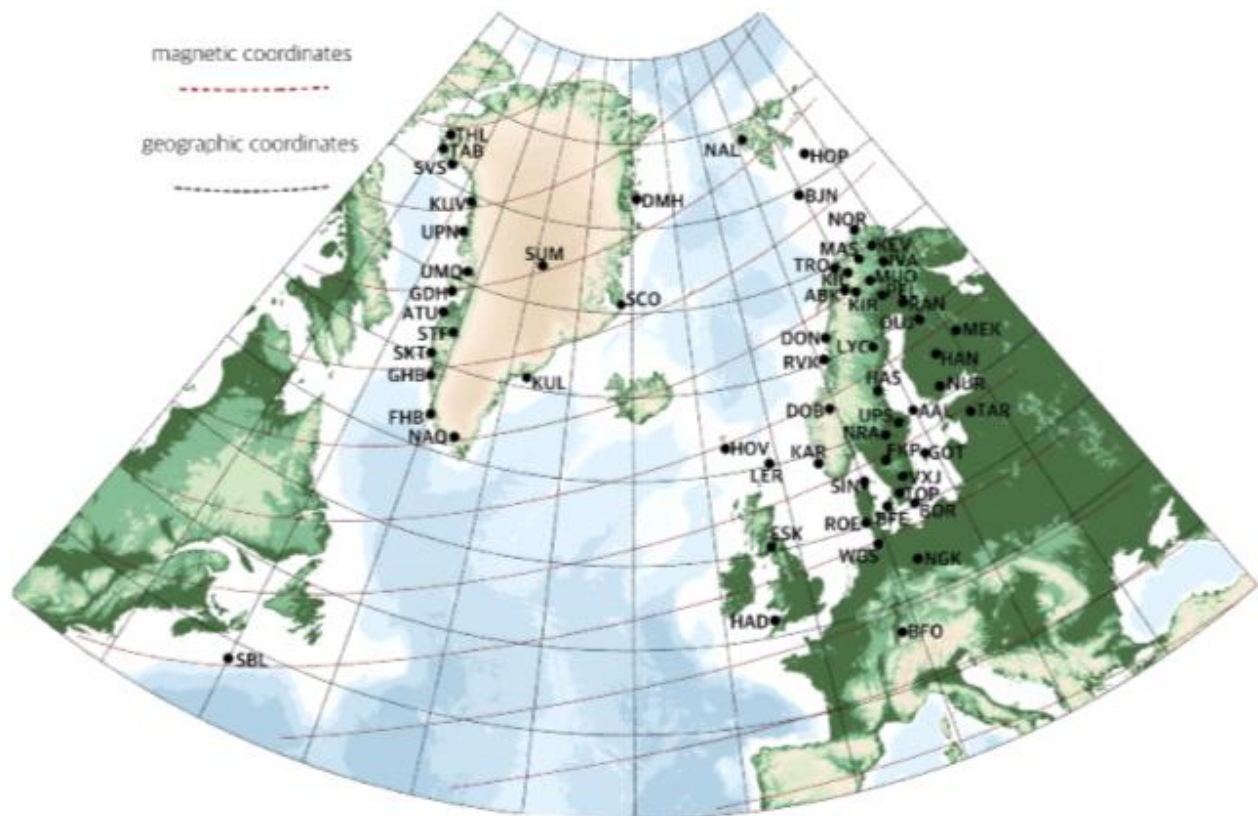 magnetic coordinates
geographic coordinates
THL
TAB
SVS
NAL
HOP
KUV
DMH
BJN
UPN
NOR
MAS
KEV
SUM
IVA
TRO
UMQ
KIL
MUO
GDH
ABK
KIR
PEL
RAN
SCO
ATU
OUJ
STF
DON
LYC
MEK
SKT
RVK
HAN
GHB
KUL
HAS
NUR
FHB
DOB
UPS
AAL
TAR
NAQ
NRA
HOV
KAR
FKP
GOT
LER
SIN
VXJ
TOP
BOR
ROE
BFE
SSK
WGS
NGK
HAD
BFO
SBL